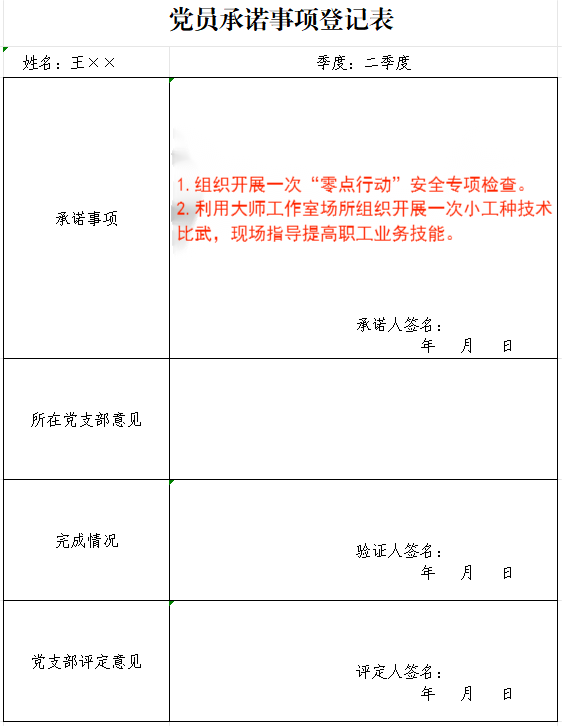 党员承诺事项登记表
姓名：王××
季度：二季度
承诺事项
1.组织开展一次“零点行动”安全专项检查。
2.利用大师工作室场所组织开展一次小工种技术
比武，现场指导提高职工业务技能。
承诺人签名：
年 月 日
所在党支部意见
完成情况
验证人签名：
年 月 日
党支部评定意见
评定人签名：
年 月 日